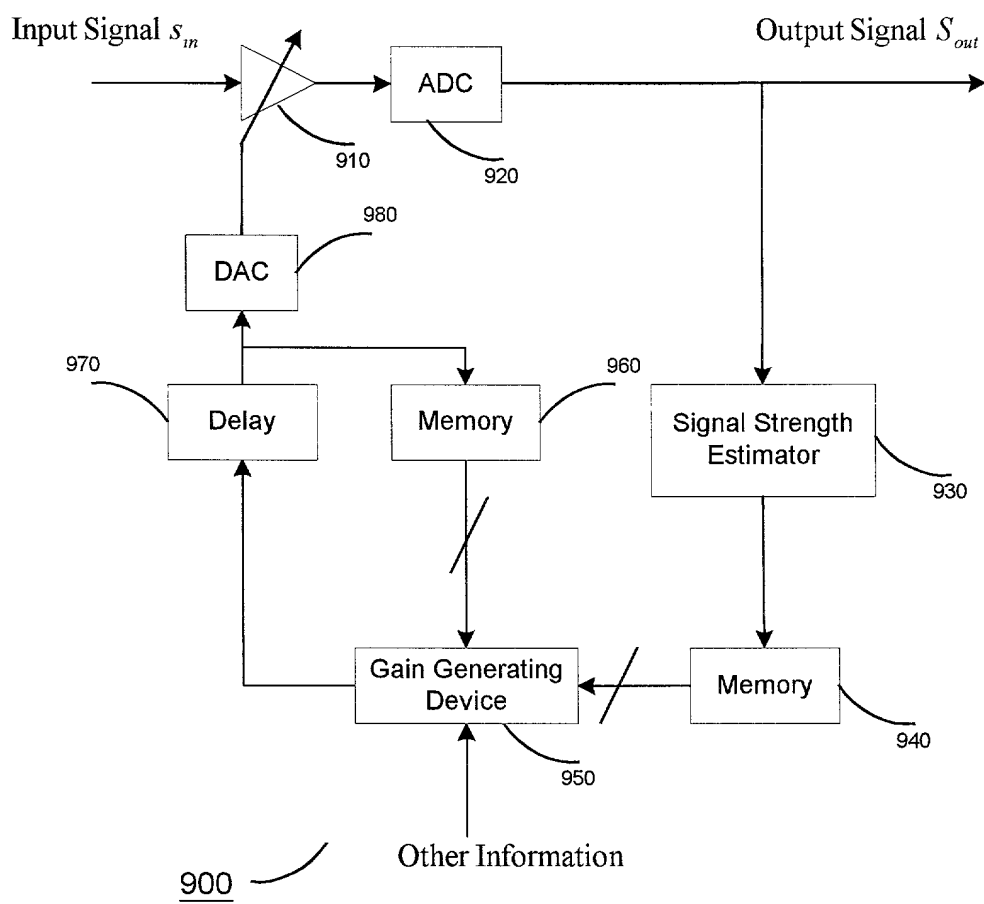 Input Signal s_in
Output Signal S_out
ADC
910
920
980
DAC
970
960
Delay
Memory
Signal Strength
Estimator
930
Gain Generating
Device
Memory
940
950
Other Information
900